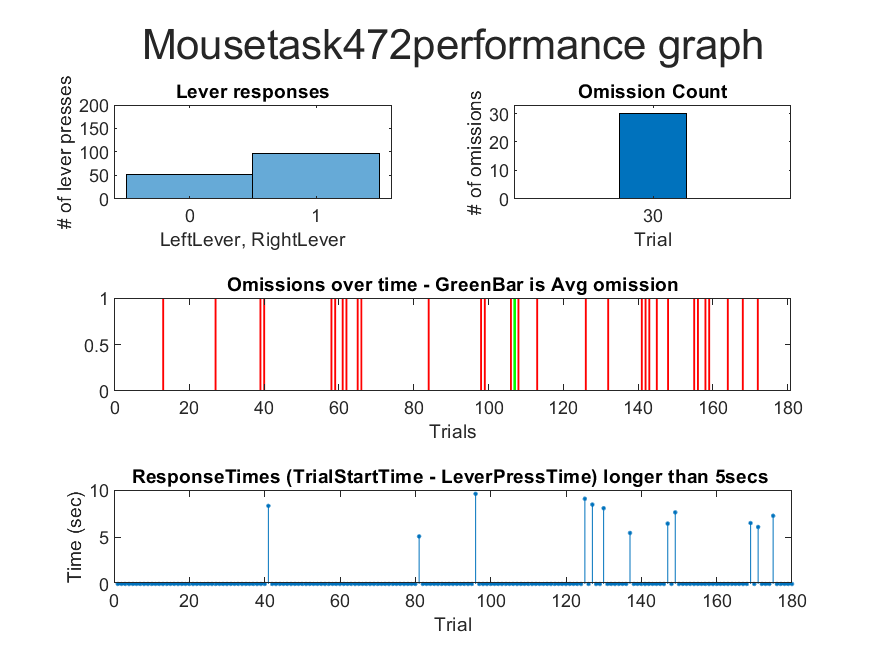 Mousetask472performance graph
Lever responses
# of lever presses
200
150
100
50
0
0 1
LeftLever, RightLever
Omission Count
# of omissions
30
20
10
0
30
Trial
Omissions over time - GreenBar is Avg omission
1
0.5
0
0 20 40 60 80 100 120 140 160 180
Trials
ResponseTimes (TrialStartTime - LeverPressTime) longer than 5secs
Time (sec)
10
5
0
0 20 40 60 80 100 120 140 160 180
Trial